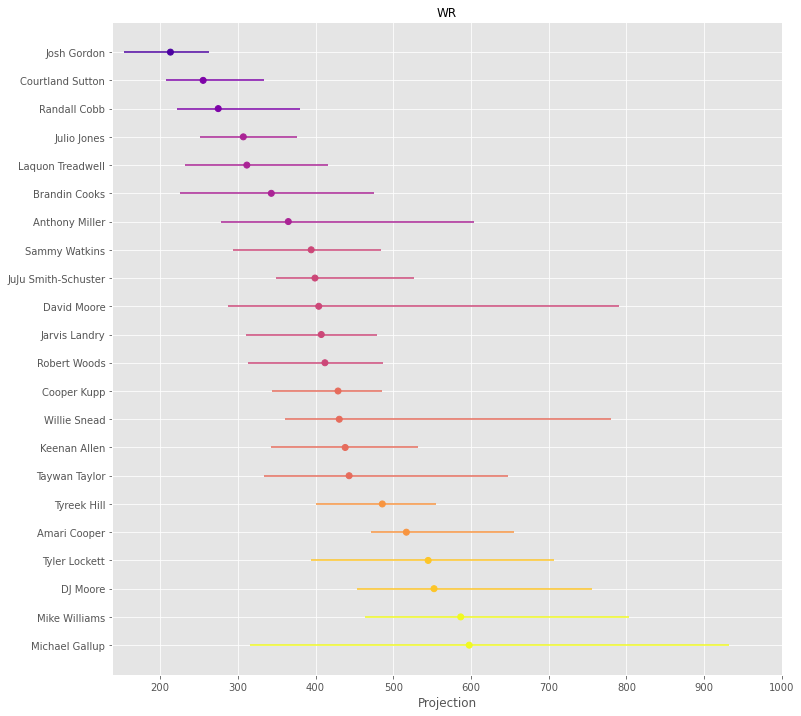 WR
Josh Gordon
Courtland Sutton
Randall Cobb
Julio Jones
Laquon Treadwell
Brandin Cooks
Anthony Miller
Sammy Watkins
JuJu Smith-Schuster
David Moore
Jarvis Landry
Robert Woods
Cooper Kupp
Willie Snead
Keenan Allen
Taywan Taylor
Tyreek Hill
Amari Cooper
Tyler Lockett
DJ Moore
Mike Williams
Michael Gallup
200 300 400 500 600 700 800 900 1000
Projection